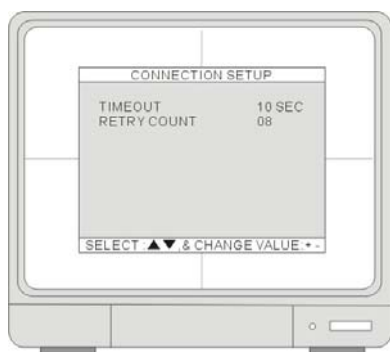 CONNECTION SETUP
TIMEOUT 10 SEC
RETRY COUNT 08
SELECT :▲▼,& CHANGE VALUE:+ -